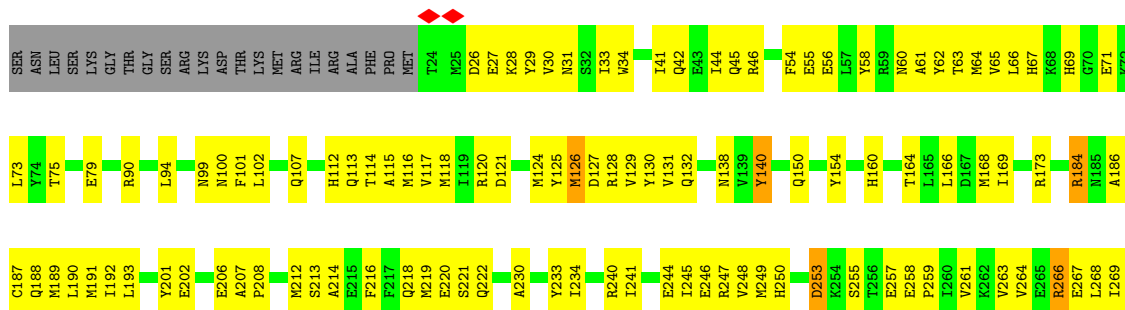 SER ASN LEU SER LYS GLY THR GLY SER ARG LYS ASP THR LYS MET ARG ILE ARG ALA PHE PRO MET T24 M25 D26 E27 K28 Y29 V30 N31 S32 I33 W34 I41 Q42 E43 I44 Q45 R46 F54 E55 E56 L57 Y58 R59 N60 A61 Y62 T63 M64 V65 L66 H67 K68 H69 G70 E71 K72
L73 Y74 T75 E79 R90 L94 N99 N100 F101 L102 Q107 H112 Q113 T114 A115 M116 V117 M118 I119 R120 D121 M124 Y125 M126 D127 R128 V129 Y130 V131 Q132 N138 V139 Y140 Q150 Y154 H160 T164 L165 L166 D167 M168 I169 R173 R184 N185 A186
C187 Q188 M189 L190 M191 I192 L193 Y201 E202 E206 A207 P208 M212 S213 A214 E215 F216 F217 Q218 M219 E220 S221 Q222 A230 Y233 I234 R240 I241 E244 I245 E246 R247 V248 M249 H250 D253 K254 S255 T256 E257 E258 P259 I260 V261 K262 V263 V264 E265 R266 E267 L268 I269